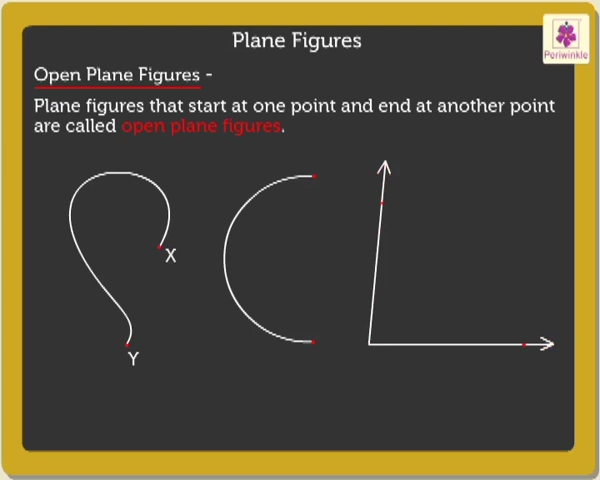 Plane Figures
Periwinkle
Open Plane Figures -
Plane figures that start at one point and end at another point
are called open plane figures.
X
Y